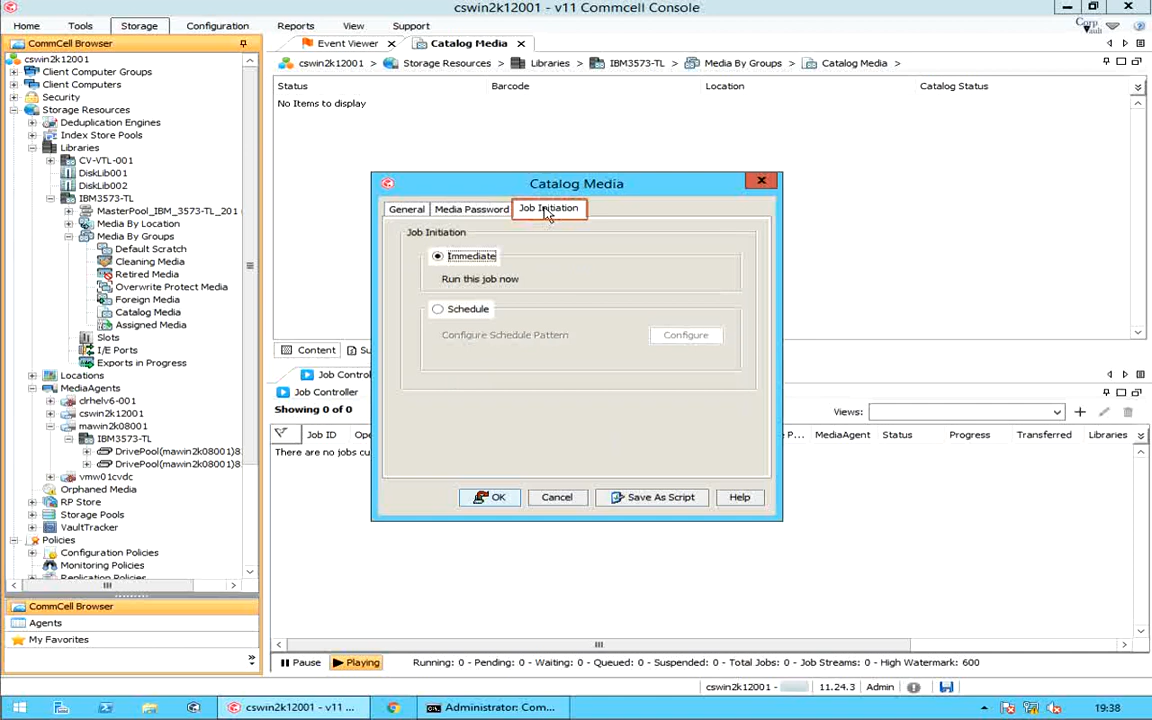 cswin2k12001 - v11 Commcell Console
Home Tools Storage Configuration Reports View Support
Corp
Vault
CommCell Browser
Event Viewer Catalog Media
cswin2k12001 > Storage Resources > Libraries > IBM3573-TL > Media By Groups > Catalog Media >
cswin2k12001
Client Computer Groups
Client Computers
Security
Storage Resources
Deduplication Engines
Index Store Pools
Libraries
CV-VTL-001
DiskLib001
DiskLib002
IBM3573-TL
MasterPool_IBM_3573-TL_201
Media By Location
Media By Groups
Default Scratch
Cleaning Media
Retired Media
Overwrite Protect Media
Foreign Media
Catalog Media
Assigned Media
Slots
I/E Ports
Exports in Progress
Locations
MediaAgents
clrhelv6-001
cswin2k12001
mawin2k08001
IBM3573-TL
DrivePool(mawin2k08001)8
DrivePool(mawin2k08001)8
vmw01cvdc
Orphaned Media
RP Store
Storage Pools
VaultTracker
Policies
Configuration Policies
Monitoring Policies
Replication Policies
CommCell Browser
Agents
My Favorites
Status Barcode Location Catalog Status
No Items to display
Catalog Media
General Media Password Job Initiation
Job Initiation
Immediate
Run this job now
Schedule
Configure Schedule Pattern Configure
OK Cancel Save As Script Help
Content Su
Job Control
Job Controller
Showing 0 of 0 Views:
Job ID Ope P... MediaAgent Status Progress Transferred Libraries
There are no jobs cu
Pause Playing Running: 0 - Pending: 0 - Waiting: 0 - Queued: 0 - Suspended: 0 - Total Jobs: 0 - Job Streams: 0 - High Watermark: 600
cswin2k12001 - 11.24.3 Admin
cswin2k12001 - v11 ... Administrator: Com... 19:38